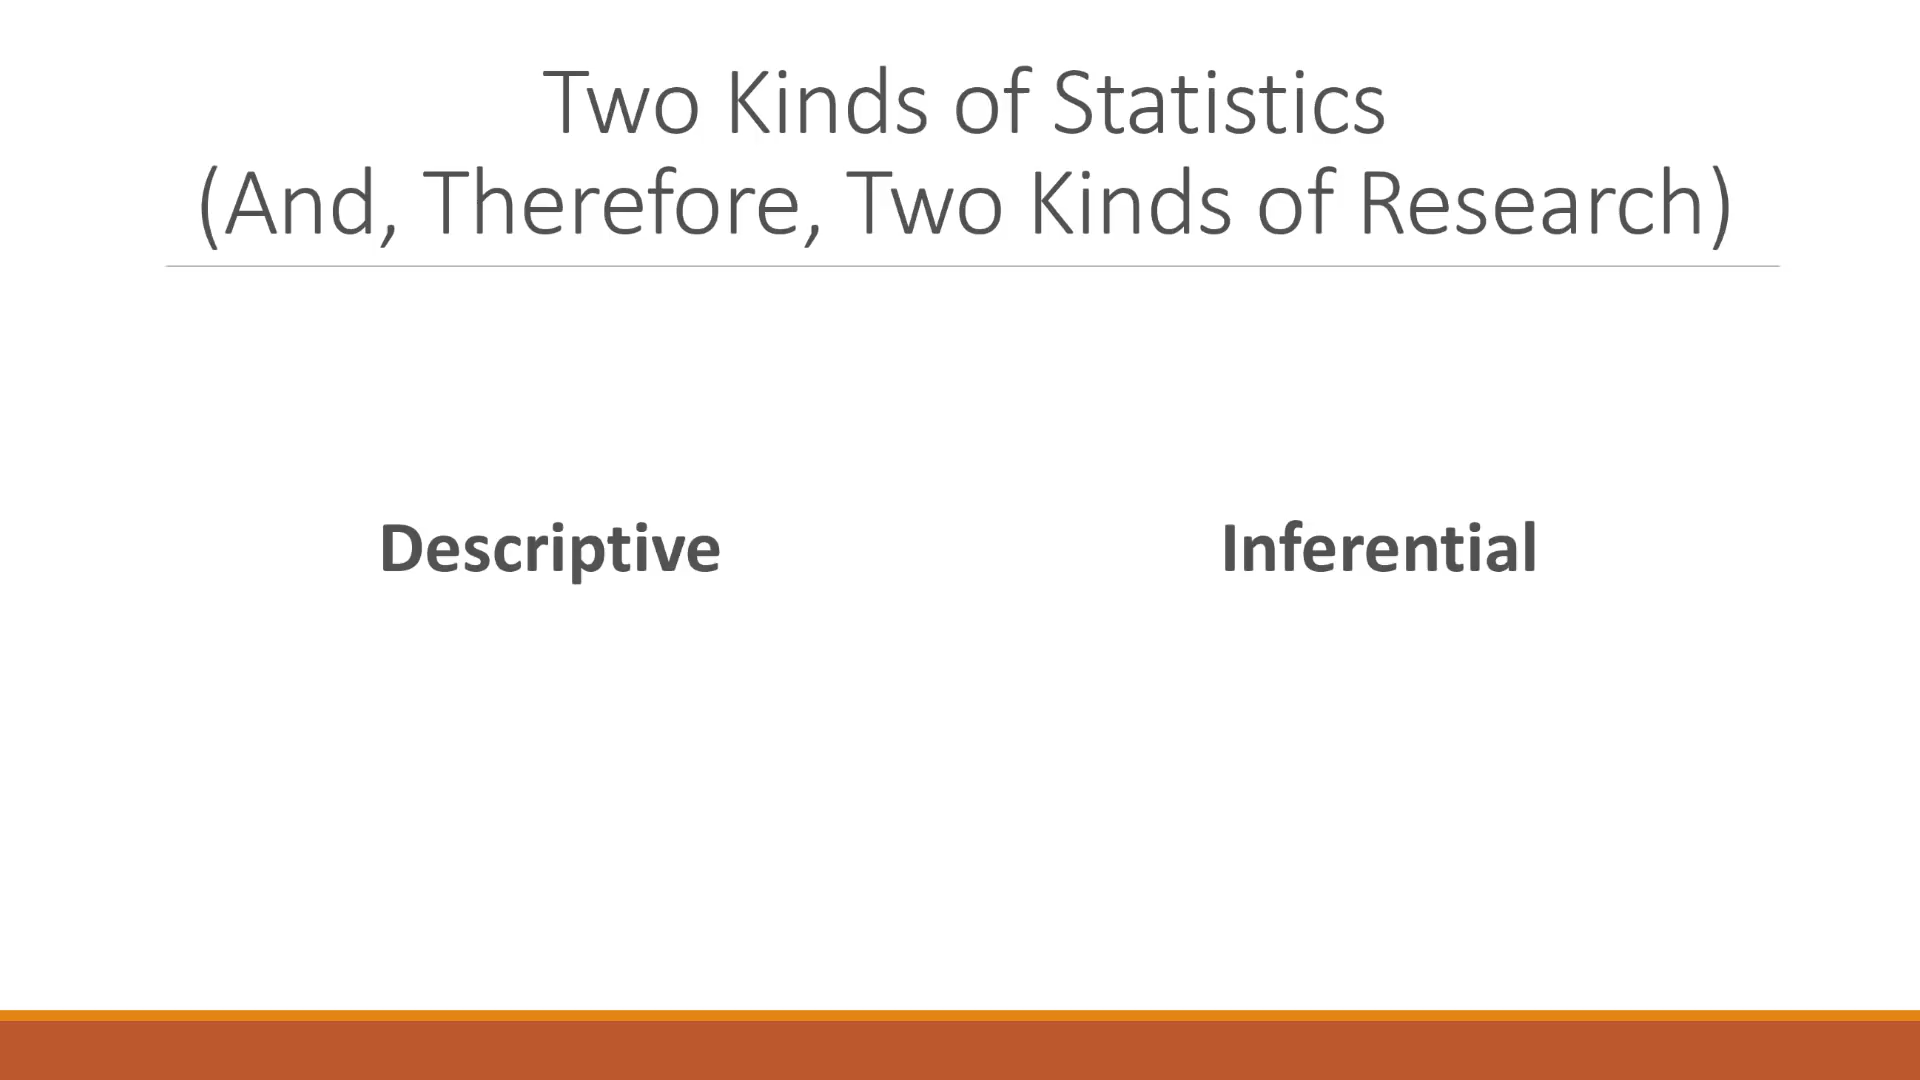 Two Kinds of Statistics
(And, Therefore, Two Kinds of Research)
Descriptive
Inferential